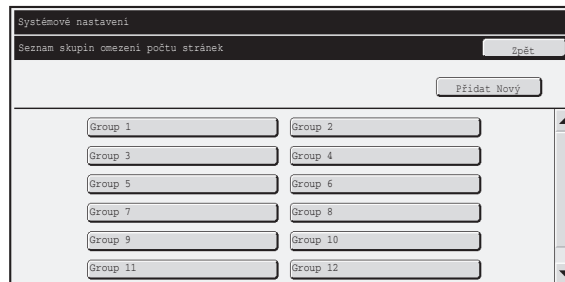 Systémové nastavení
Seznam skupin omezení počtu stránek Zpět
Přidat Nový
Group 1 Group 2
Group 3 Group 4
Group 5 Group 6
Group 7 Group 8
Group 9 Group 10
Group 11 Group 12